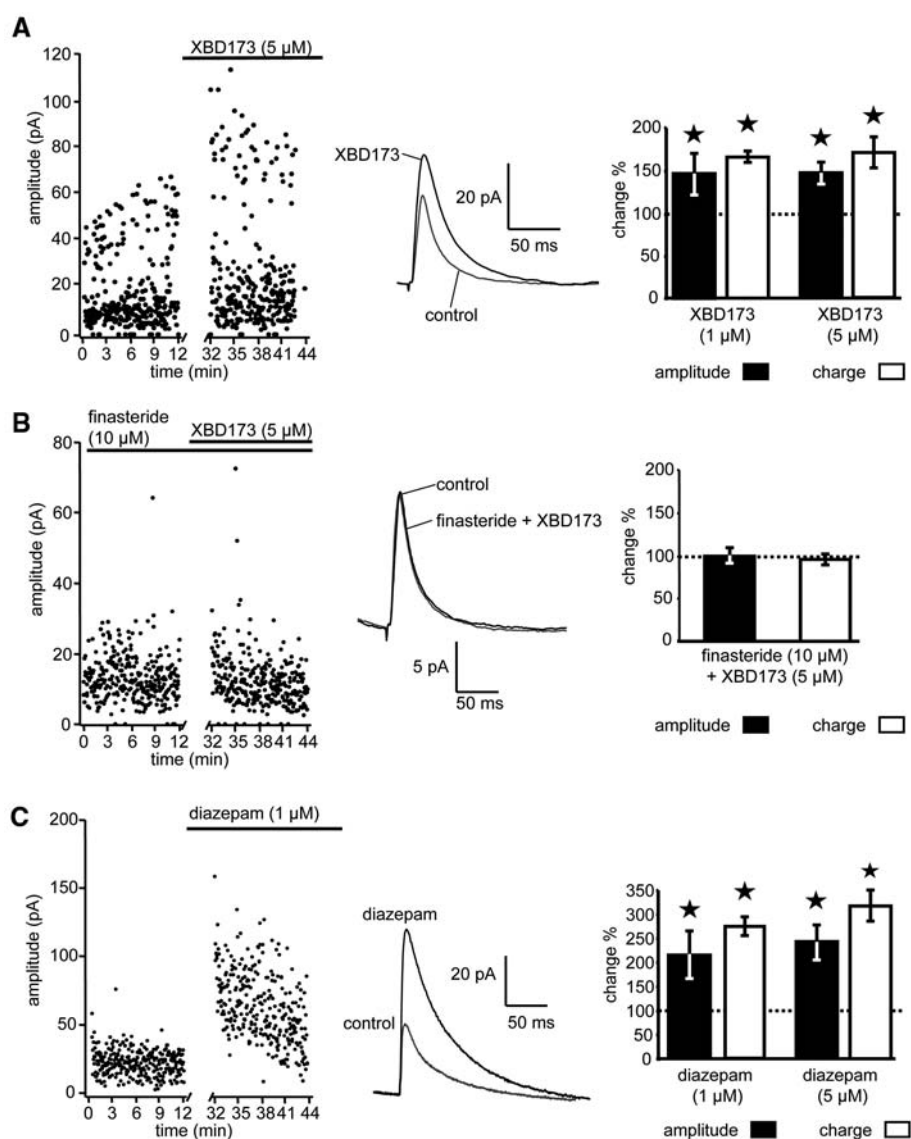 A
XBD173 (5 µM)
120
100
80
60
40
20
0
amplitude (pA)
0 3 6 9 12 32 35 38 41 44
time (min)
XBD173
control
20 pA
50 ms
200
150
100
50
0
change %
XBD173 (1 µM)
XBD173 (5 µM)
amplitude charge
B
finasteride (10 µM)
XBD173 (5 µM)
80
60
40
20
0
amplitude (pA)
0 3 6 9 12 32 35 38 41 44
time (min)
control
finasteride + XBD173
5 pA
50 ms
200
150
100
50
0
change %
finasteride (10 µM)
+ XBD173 (5 µM)
amplitude charge
C
diazepam (1 µM)
200
150
100
50
0
amplitude (pA)
0 3 6 9 12 32 35 38 41 44
time (min)
diazepam
control
20 pA
50 ms
350
300
250
200
150
100
50
0
change %
diazepam (1 µM)
diazepam (5 µM)
amplitude charge